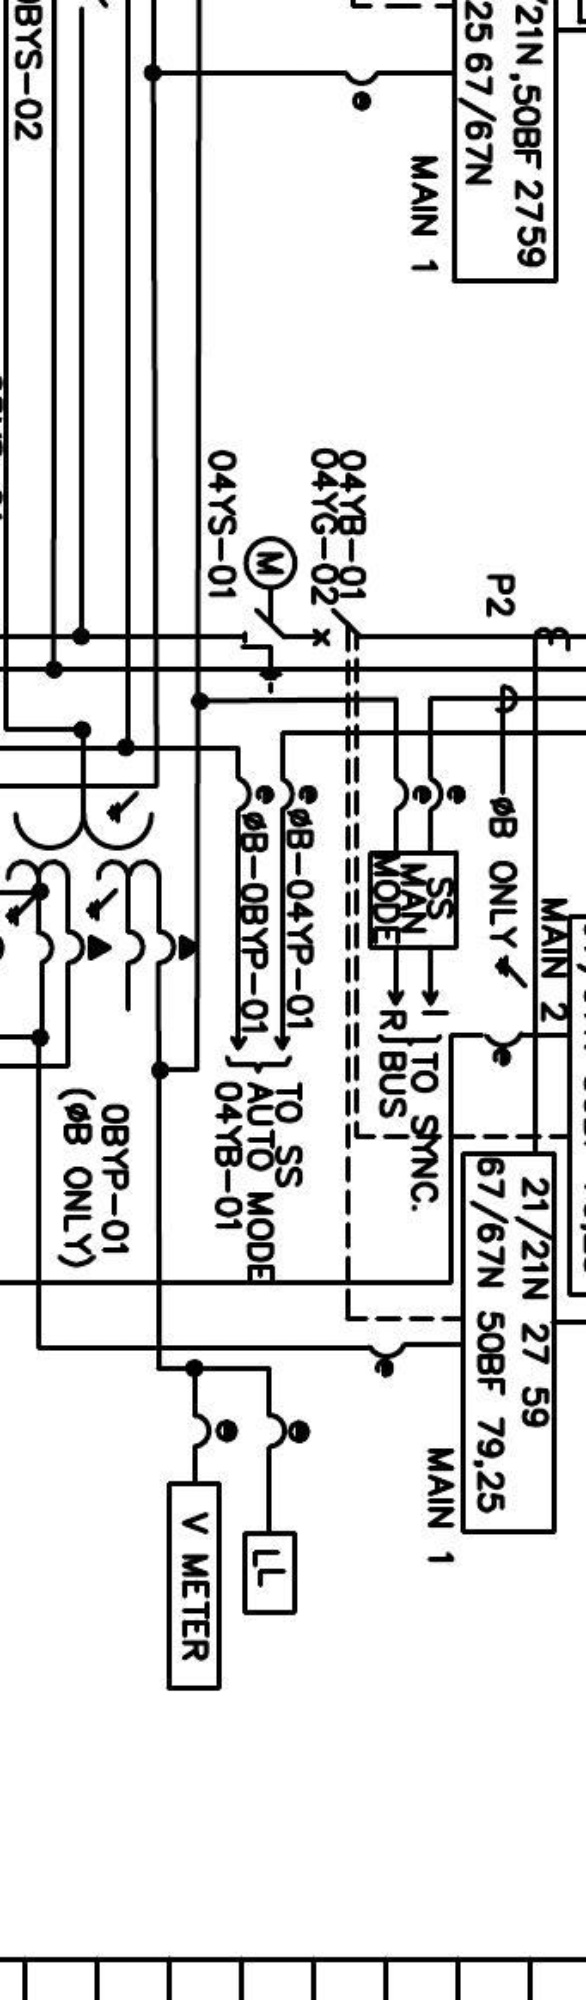 0BYS-02
/21N,50BF 2759
25 67/67N
MAIN 1
04YB-01
04YG-02
04YS-01
M
x
P2
ØB ONLY
ØB-04YP-01
ØB-0BYP-01
e
e
e
e
e
e
e
SS
MAN
MODE
I
R
} TO SYNC.
BUS
} TO SS
AUTO MODE
04YB-01
MAIN 2
21/21N 27 59
67/67N 50BF 79,25
MAIN 1
0BYP-01
(ØB ONLY)
LL
V METER